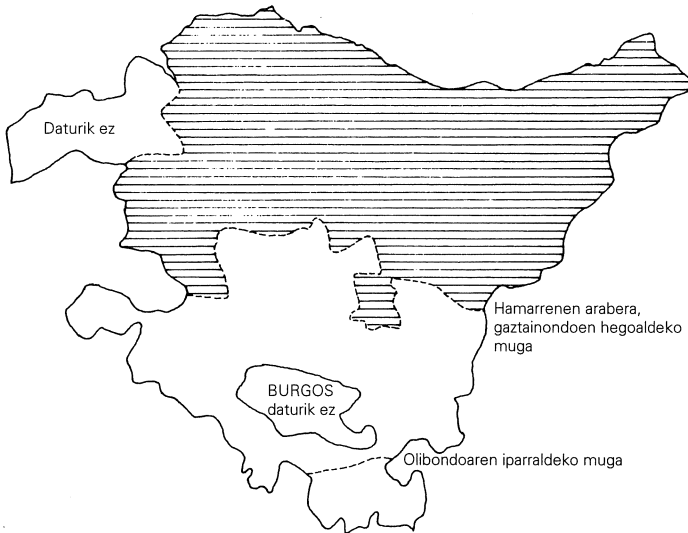 Daturik ez
Hamarrenen arabera,
gaztainondoen hegoaldeko
muga
BURGOS
daturik ez
Olibondoaren iparraldeko muga